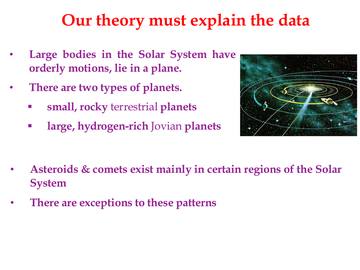 Our theory must explain the data
• Large bodies in the Solar System have
orderly motions, lie in a plane.
• There are two types of planets.
▪ small, rocky terrestrial planets
▪ large, hydrogen-rich Jovian planets
• Asteroids & comets exist mainly in certain regions of the Solar
System
• There are exceptions to these patterns